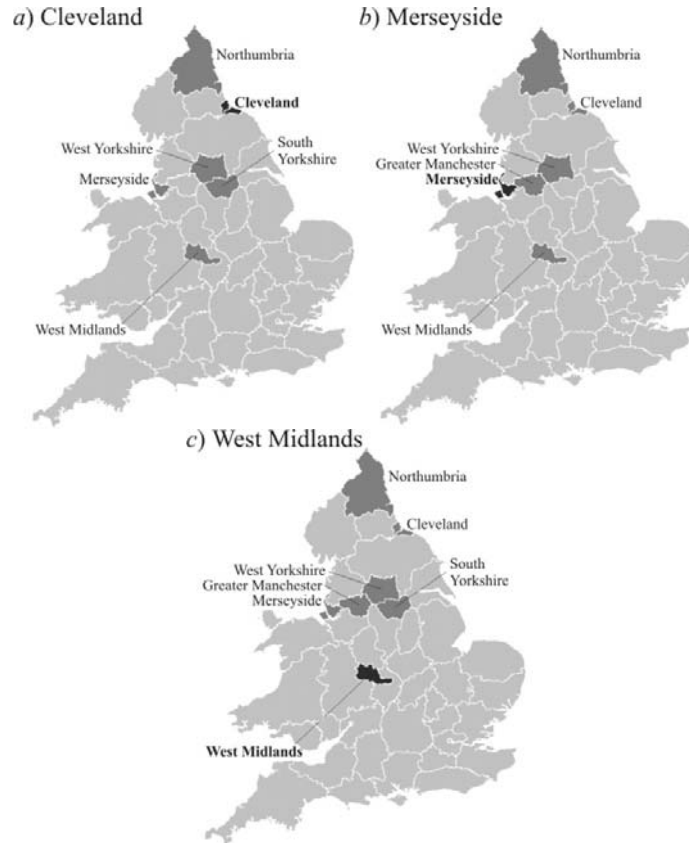 a) Cleveland
Northumbria
Cleveland
West Yorkshire
South
Yorkshire
Merseyside
West Midlands
b) Merseyside
Northumbria
Cleveland
West Yorkshire
Greater Manchester
Merseyside
West Midlands
c) West Midlands
Northumbria
Cleveland
West Yorkshire
South
Yorkshire
Greater Manchester
Merseyside
West Midlands